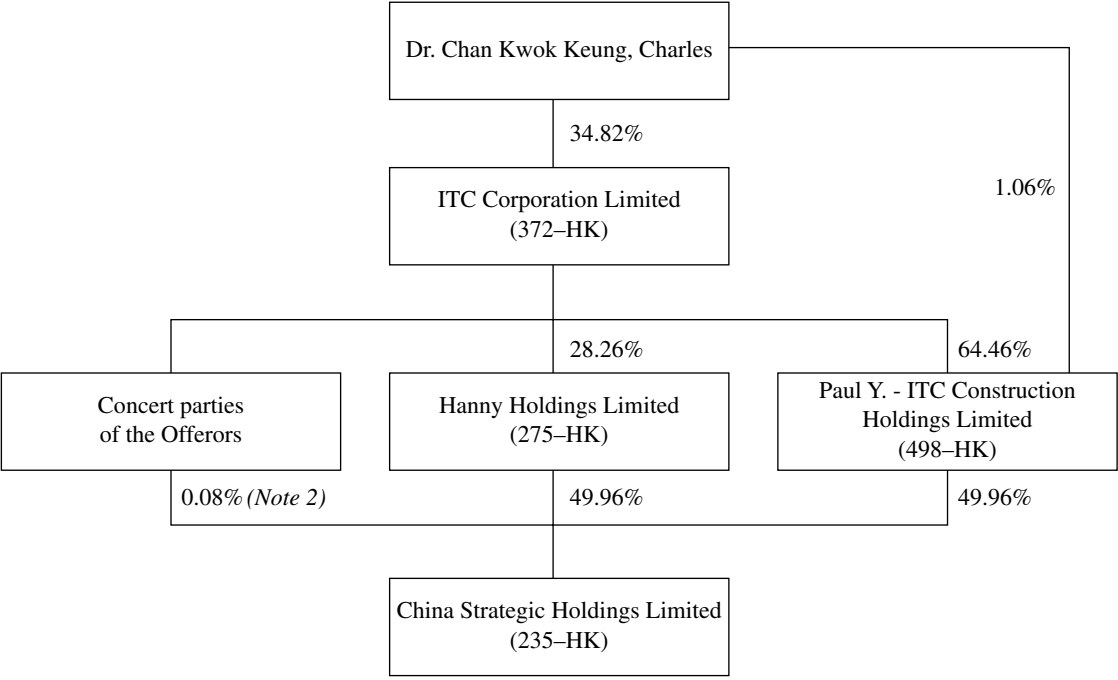 Dr. Chan Kwok Keung, Charles
34.82%
ITC Corporation Limited
(372–HK)
1.06%
28.26%
64.46%
Concert parties
of the Offerors
Hanny Holdings Limited
(275–HK)
Paul Y. - ITC Construction
Holdings Limited
(498–HK)
0.08% (Note 2)
49.96%
49.96%
China Strategic Holdings Limited
(235–HK)